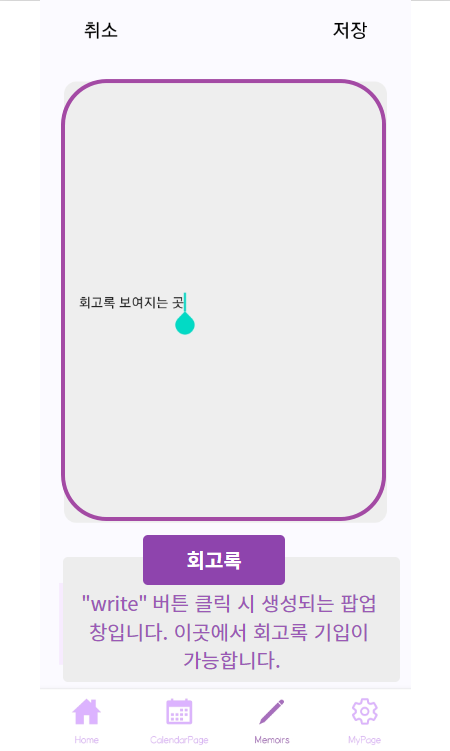 취소 저장
회고록 보여지는 곳
회고록
"write" 버튼 클릭 시 생성되는 팝업
창입니다. 이곳에서 회고록 기입이
가능합니다.
Home CalendarPage Memoirs MyPage